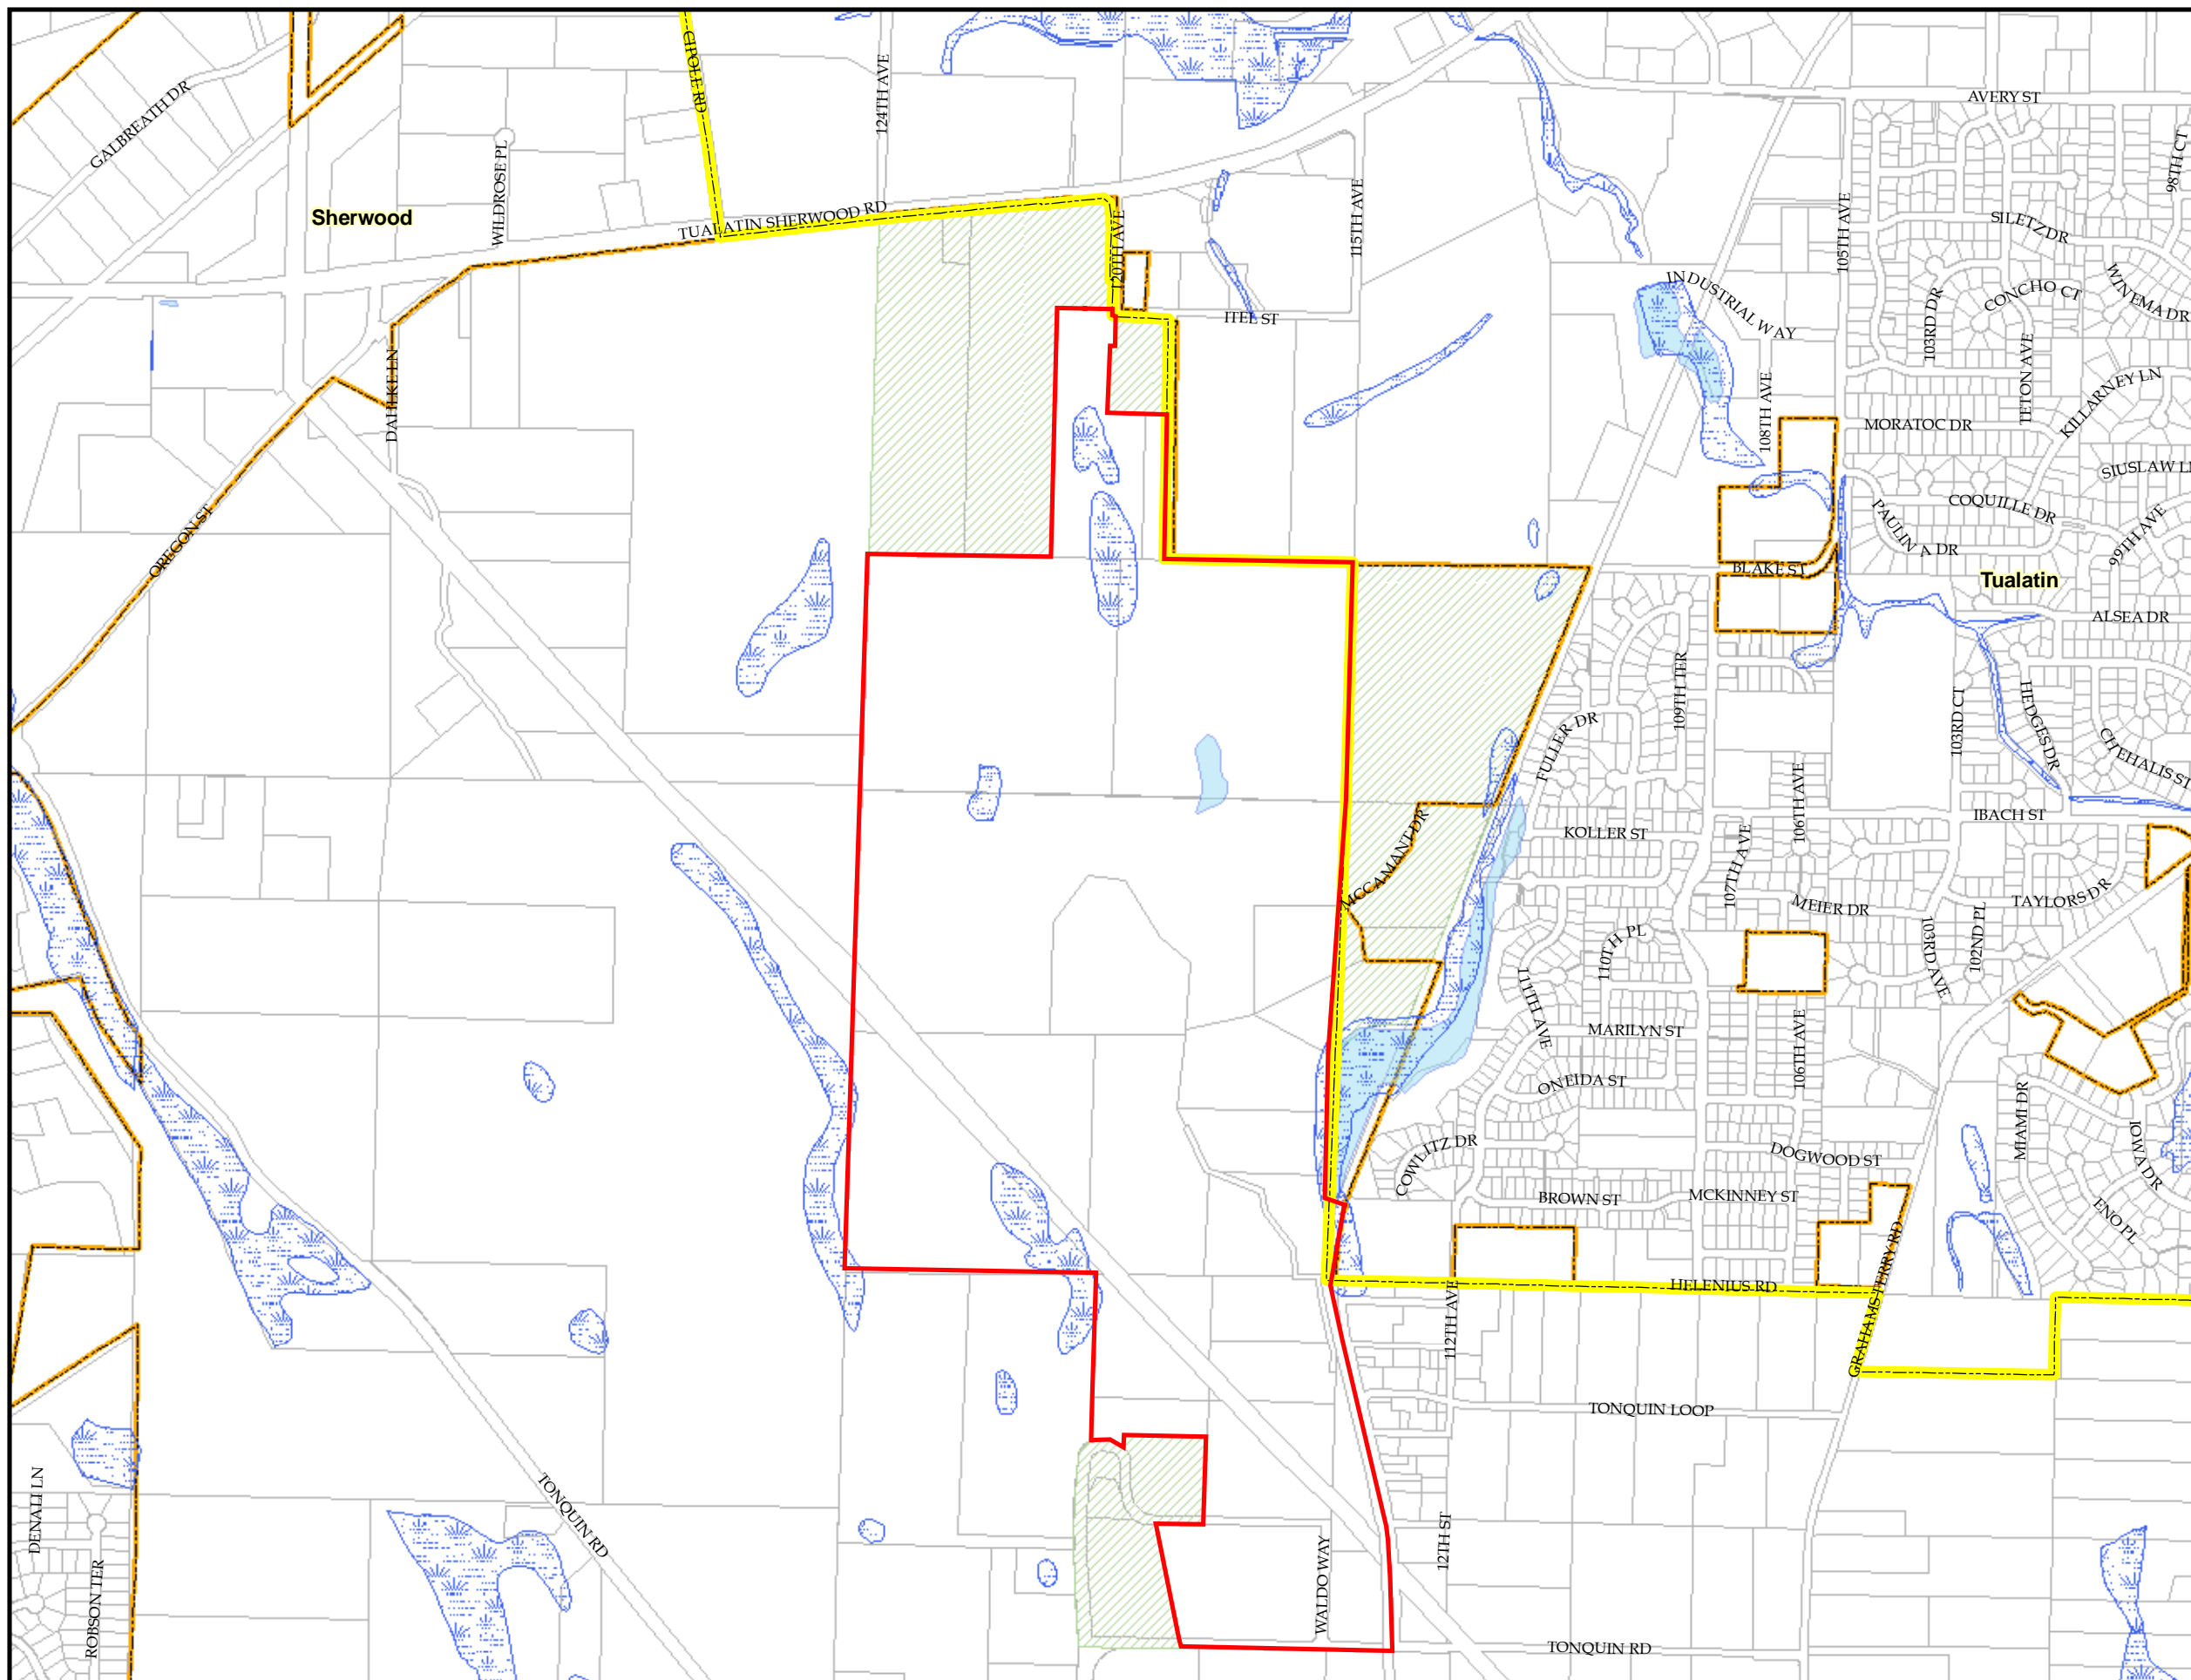 CIPOLE RD
124TH AVE
GALBREATH DR
AVERY ST
98TH CT
WILDROSE PL
Sherwood
TUALATIN SHERWOOD RD
120TH AVE
115TH AVE
105TH AVE
SILETZ DR
INDUSTRIAL WAY
CONCHO CT
WINEMA DR
ITEL ST
103RD DR
TETON AVE
DAHLKE LN
108TH AVE
KILLARNEY LN
MORATOC DR
SIUSLAW LN
OREGON ST
COQUILLE DR
PAULINA DR
99TH AVE
BLAKE ST
Tualatin
ALSEA DR
109TH TER
FULLER DR
103RD CT
HEDGES DR
CHEHALIS ST
106TH AVE
IBACH ST
KOLLER ST
MCCAMANT DR
107TH AVE
MEIER DR
TAYLORS DR
110TH PL
103RD AVE
102ND PL
111TH AVE
MARILYN ST
106TH AVE
ONEIDA ST
MIAMI DR
COWLITZ DR
DOGWOOD ST
IOWA DR
BROWN ST
MCKINNEY ST
ENO PL
GRAHAMSFERRY RD
HELENIUS RD
112TH AVE
TONQUIN LOOP
DENALI LN
TONQUIN RD
12TH ST
WALDO WAY
ROBSON TER
TONQUIN RD